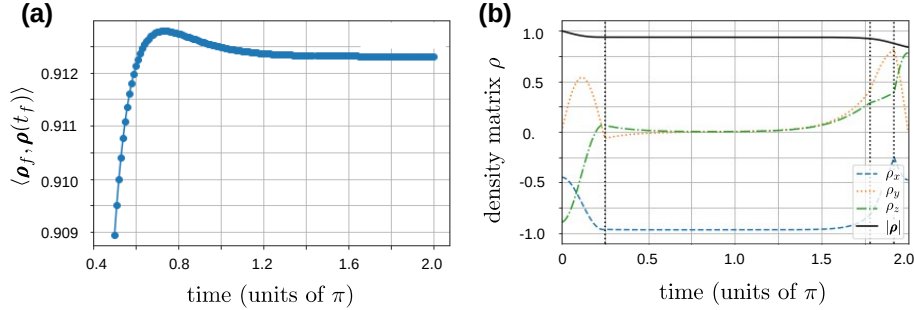 (a)
⟨ρ_f, ρ(t_f)⟩
0.912
0.911
0.910
0.909
0.4 0.8 1.2 1.6 2.0
time (units of π)
(b)
density matrix ρ
1.0
0.5
0.
-0.5
-1.0
ρ_x
ρ_y
ρ_z
|ρ|
0 0.5 1.0 1.5 2.0
time (units of π)